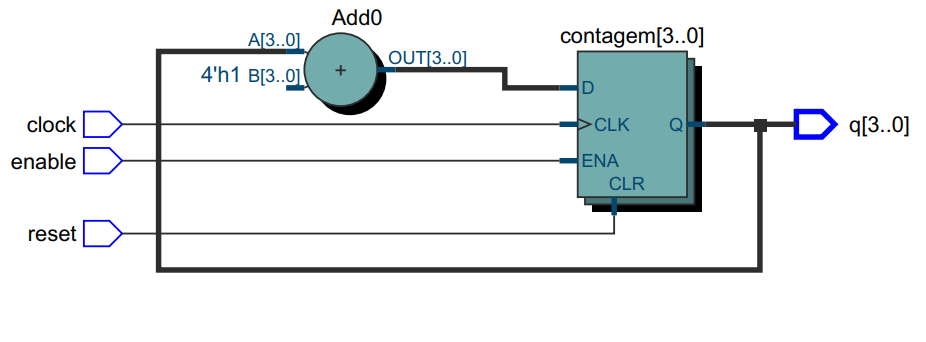 Add0
contagem[3..0]
A[3..0]
OUT[3..0]
4'h1 B[3..0]
+
D
clock
CLK
Q
q[3..0]
enable
ENA
CLR
reset